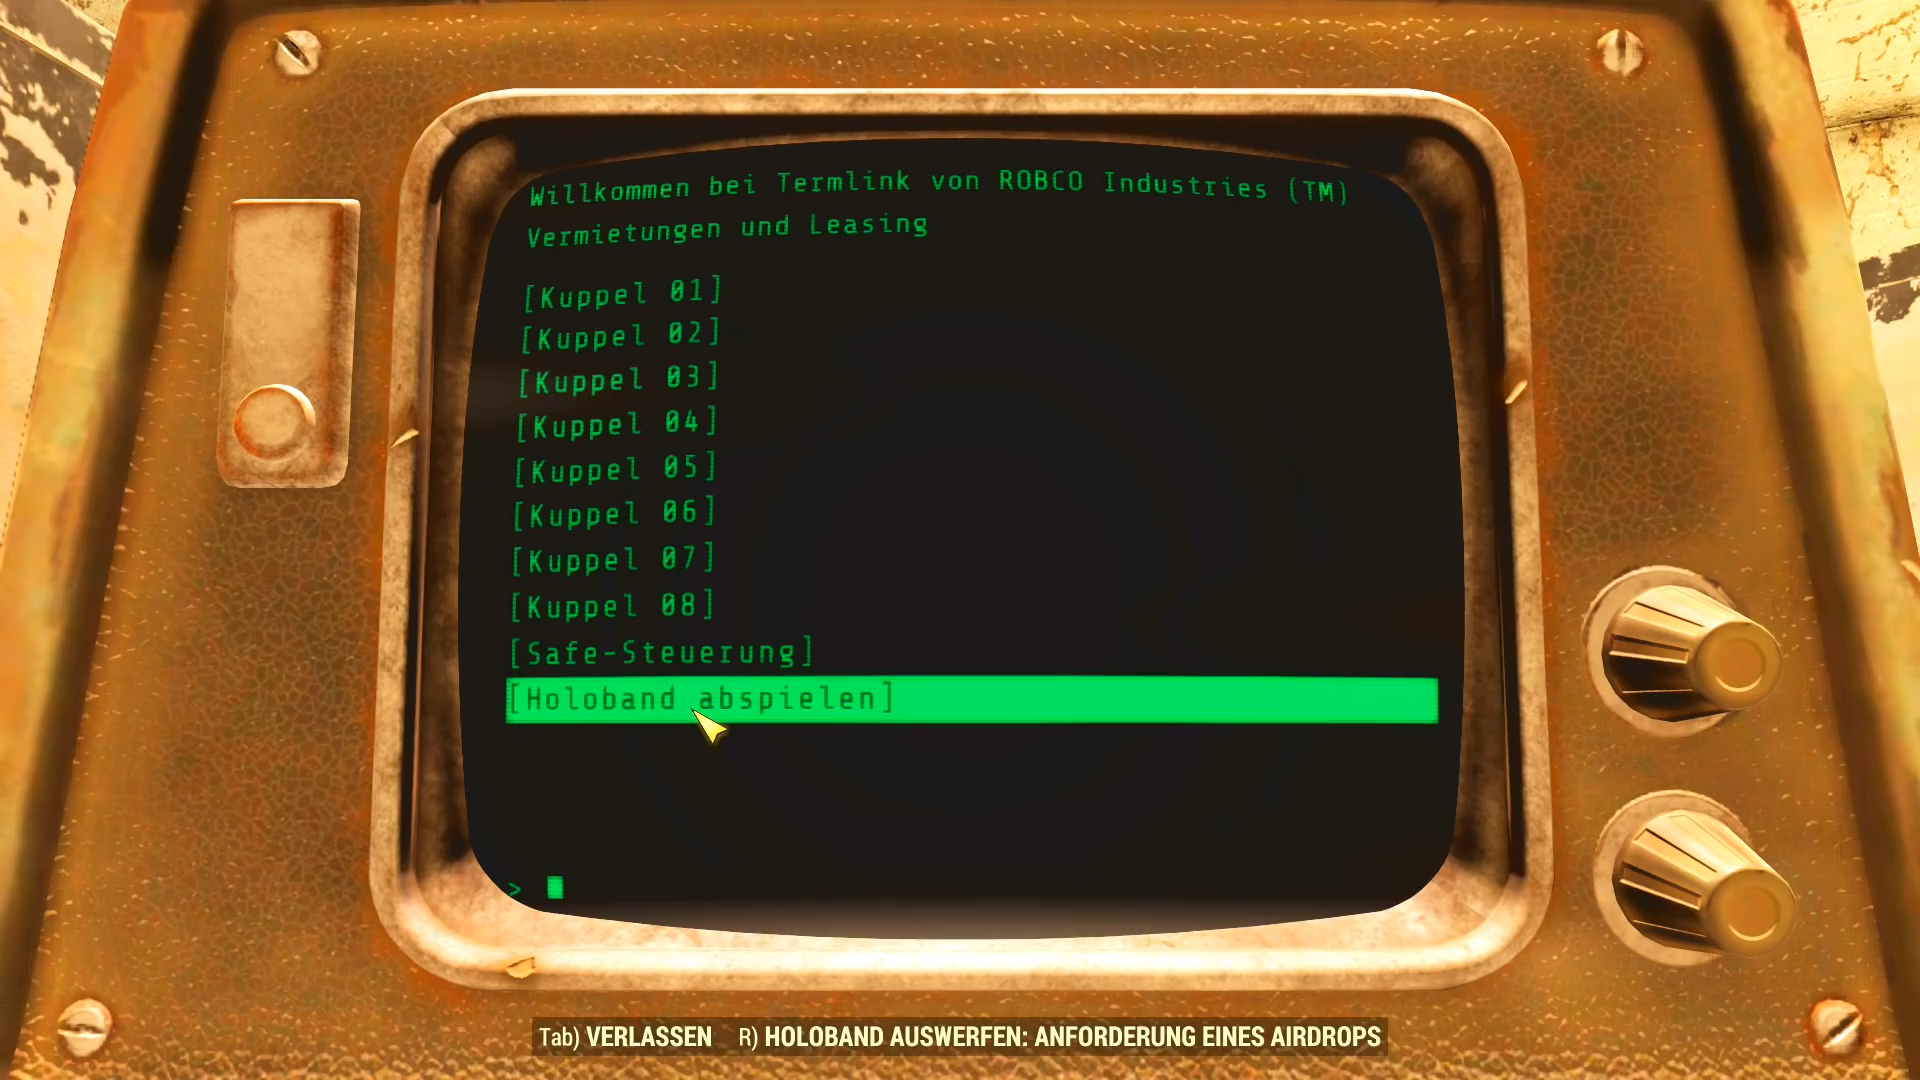 Willkommen bei Termlink von ROBCO Industries (TM)
Vermietungen und Leasing
[Kuppel 01]
[Kuppel 02]
[Kuppel 03]
[Kuppel 04]
[Kuppel 05]
[Kuppel 06]
[Kuppel 07]
[Kuppel 08]
[Safe-Steuerung]
[Holoband abspielen]
>
Tab) VERLASSEN R) HOLOBAND AUSWERFEN: ANFORDERUNG EINES AIRDROPS